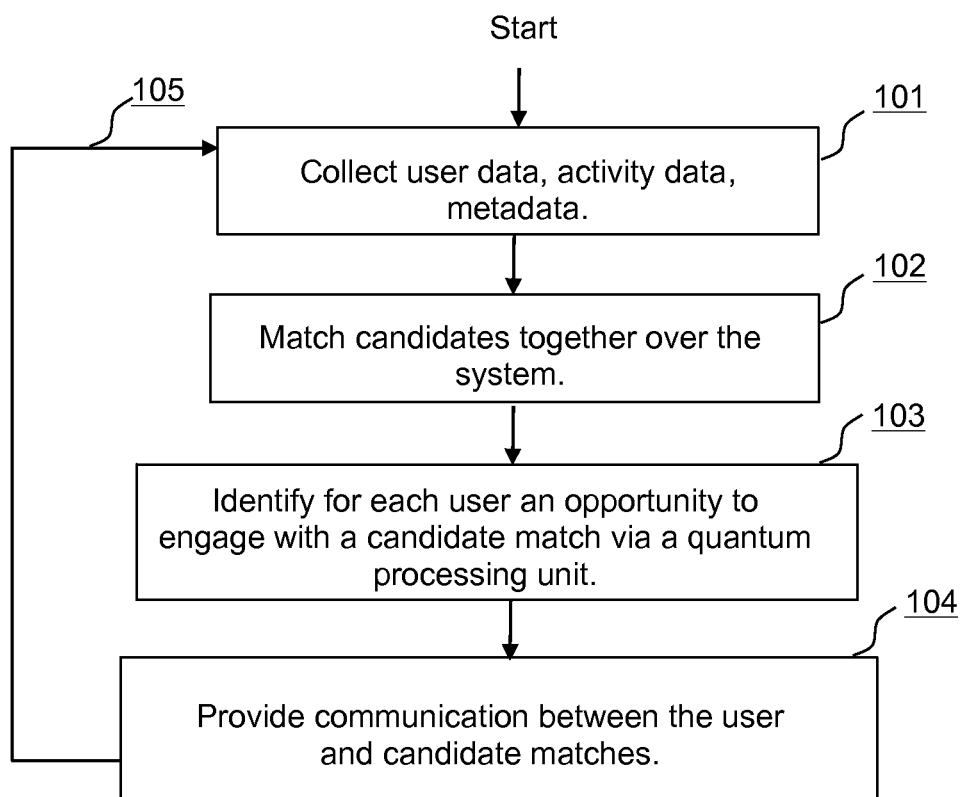 Start
105
101
Collect user data, activity data,
metadata.
102
Match candidates together over the
system.
103
Identify for each user an opportunity to
engage with a candidate match via a quantum
processing unit.
104
Provide communication between the user
and candidate matches.